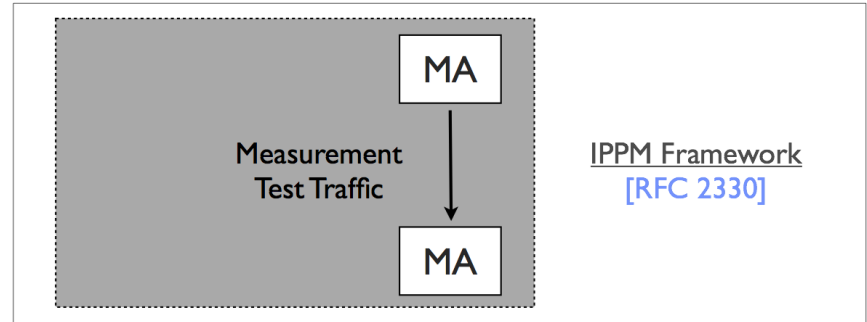 MA
Measurement
Test Traffic
IPPM Framework
[RFC 2330]
MA